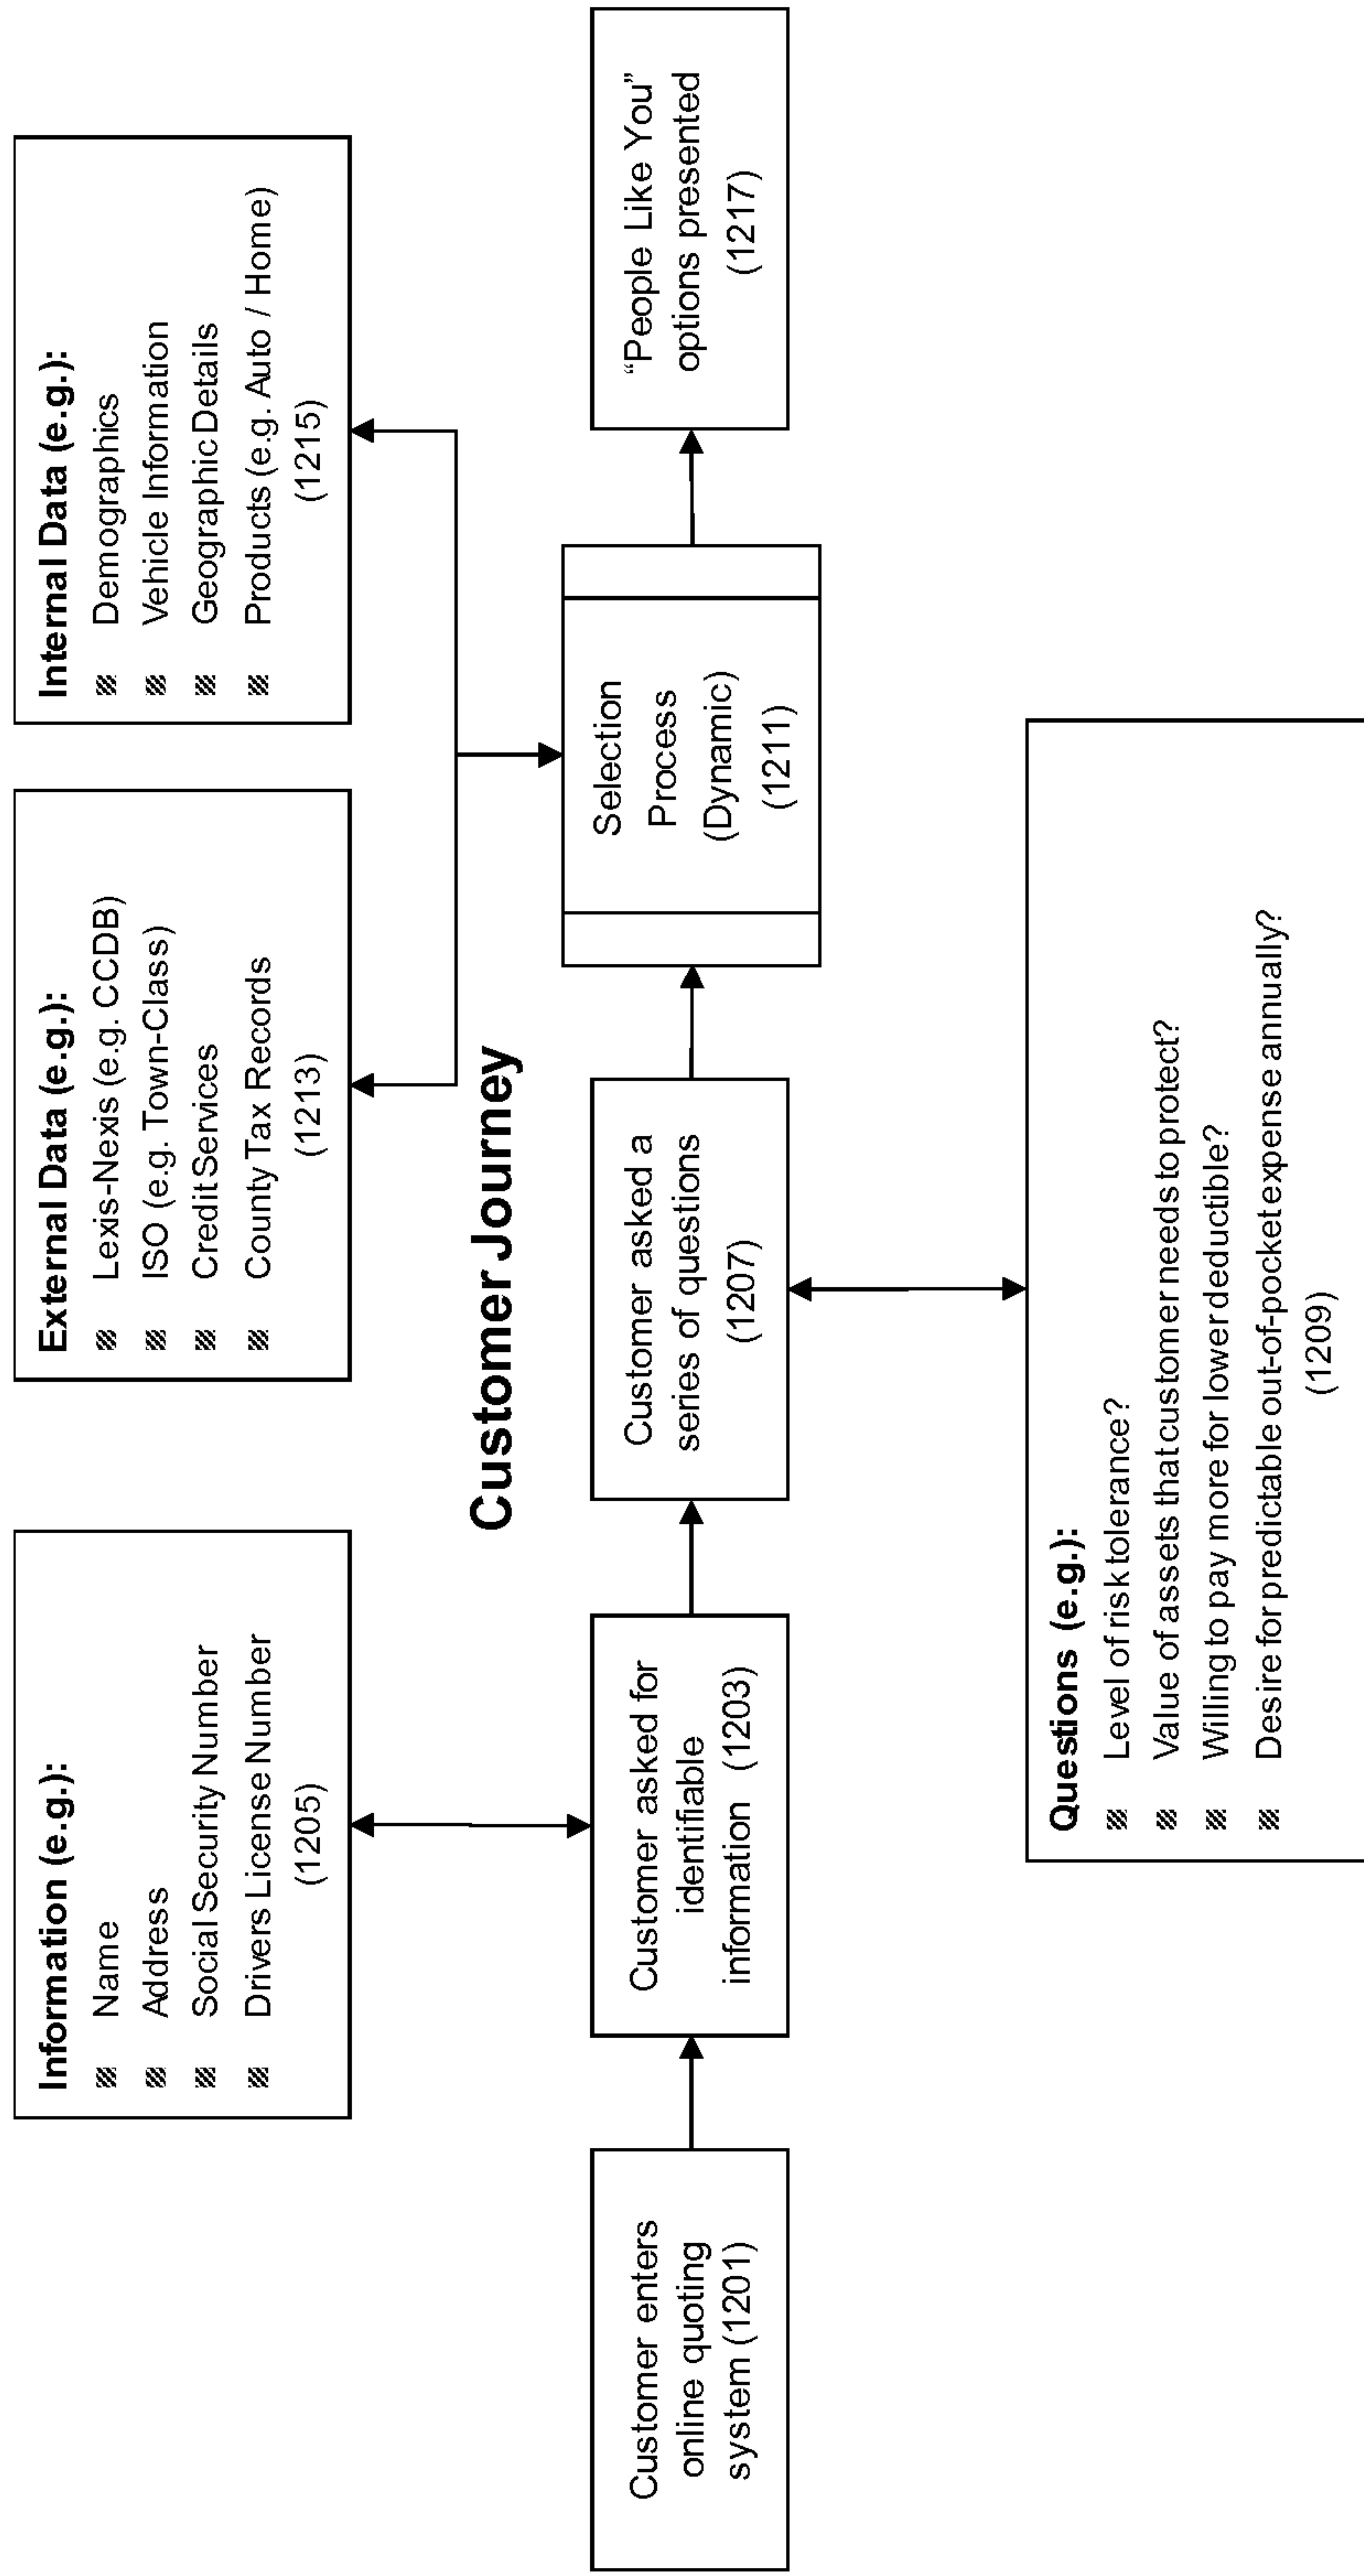 Information (e.g.):
Name
Address
Social Security Number
Drivers License Number
(1205)
External Data (e.g.):
Lexis-Nexis (e.g. CCDB)
ISO (e.g. Town-Class)
Credit Services
County Tax Records
(1213)
Internal Data (e.g.):
Demographics
Vehicle Information
Geographic Details
Products (e.g. Auto / Home)
(1215)
Customer Journey
Customer enters
online quoting
system (1201)
Customer asked for
identifiable
information (1203)
Customer asked a
series of questions
(1207)
Selection
Process
(Dynamic)
(1211)
“People Like You”
options presented
(1217)
Questions (e.g.):
Level of risk tolerance?
Value of assets that customer needs to protect?
Willing to pay more for lower deductible?
Desire for predictable out-of-pocket expense annually?
(1209)